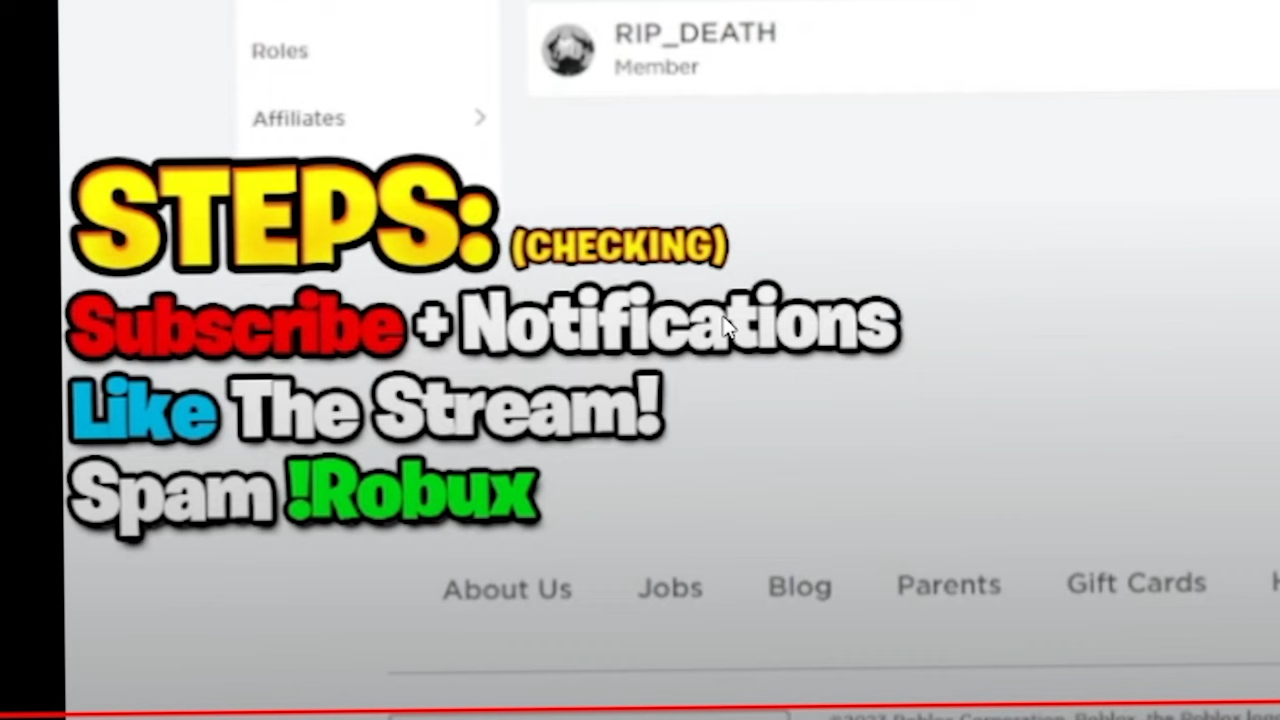 RIP_DEATH
Roles
Member
Affiliates
STEPS: (CHECKING)
Subscribe + Notifications
Like The Stream!
Spam !Robux
About Us Jobs Blog Parents Gift Cards